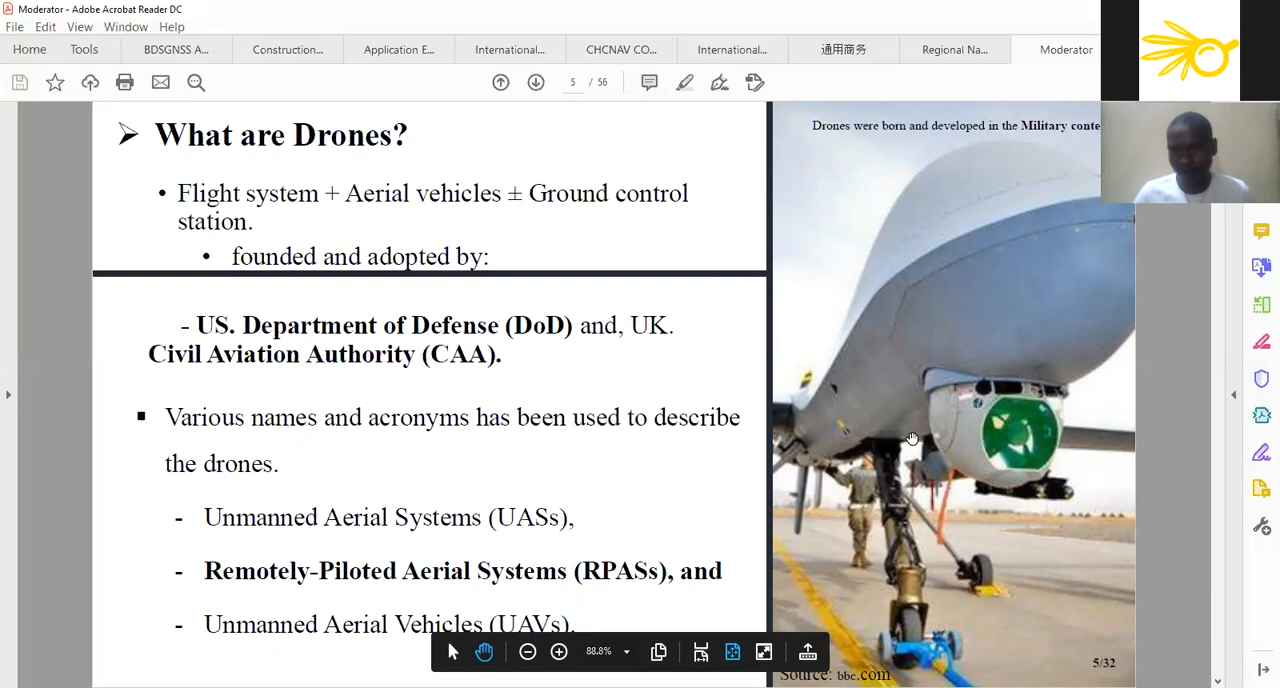 Moderator - Adobe Acrobat Reader DC
File Edit View Window Help
Home Tools BDSGNSS A... Construction... Application E... International... CHCNAV CO... International... 通用商务 Regional Na... Moderator
5 / 56
➢ What are Drones?
• Flight system + Aerial vehicles ± Ground control
station.
• founded and adopted by:
- US. Department of Defense (DoD) and, UK.
Civil Aviation Authority (CAA).
▪ Various names and acronyms has been used to describe
the drones.
- Unmanned Aerial Systems (UASs),
- Remotely-Piloted Aerial Systems (RPASs), and
- Unmanned Aerial Vehicles (UAVs).
Drones were born and developed in the Military conte
88.8%
5/32
Source: bbc.com